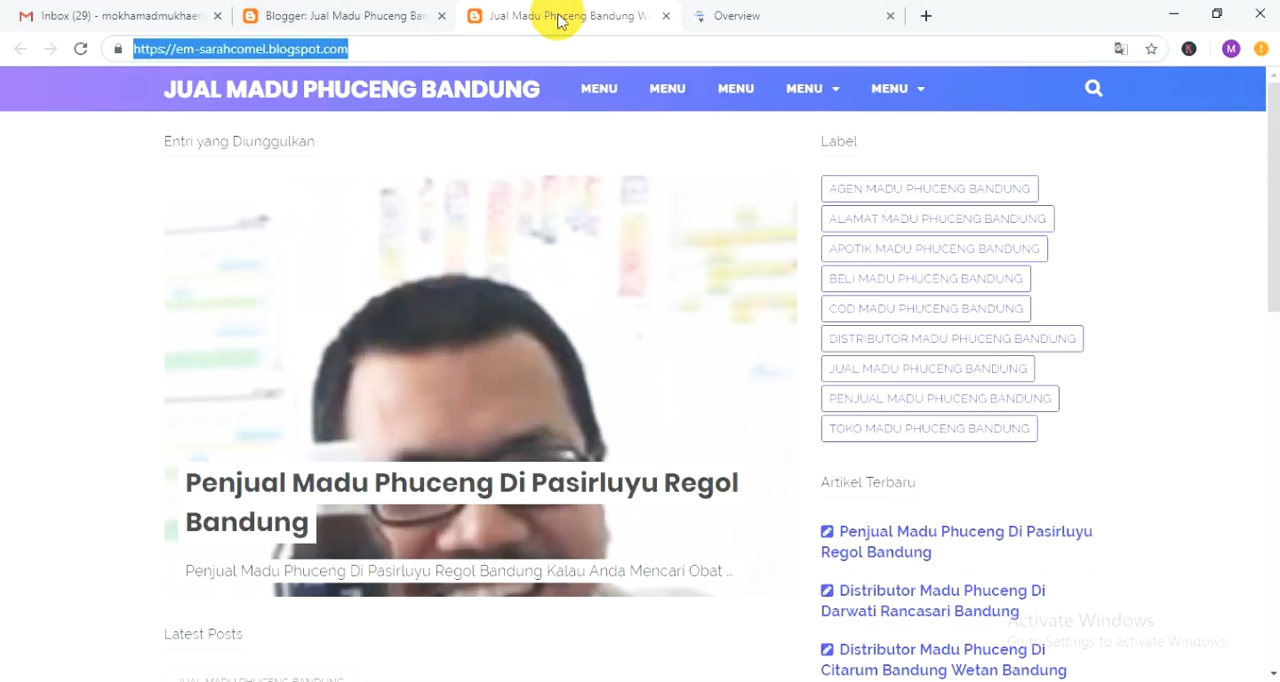 Inbox (29) - mokhamadmukhaen
Blogger: Jual Madu Phuceng Ban
Jual Madu Phuceng Bandung W
Overview
https://em-sarahcomel.blogspot.com
K
M
JUAL MADU PHUCENG BANDUNG
MENU
MENU
MENU
MENU
MENU
Entri yang Diunggulkan
Penjual Madu Phuceng Di Pasirluyu Regol
Bandung
Penjual Madu Phuceng Di Pasirluyu Regol Bandung Kalau Anda Mencari Obat ...
Latest Posts
JUAL MADU PHUCENG BANDUNG
Label
AGEN MADU PHUCENG BANDUNG
ALAMAT MADU PHUCENG BANDUNG
APOTIK MADU PHUCENG BANDUNG
BELI MADU PHUCENG BANDUNG
COD MADU PHUCENG BANDUNG
DISTRIBUTOR MADU PHUCENG BANDUNG
JUAL MADU PHUCENG BANDUNG
PENJUAL MADU PHUCENG BANDUNG
TOKO MADU PHUCENG BANDUNG
Artikel Terbaru
Penjual Madu Phuceng Di Pasirluyu
Regol Bandung
Distributor Madu Phuceng Di
Darwati Rancasari Bandung
Distributor Madu Phuceng Di
Citarum Bandung Wetan Bandung
Activate Windows
Go to Settings to activate Windows.